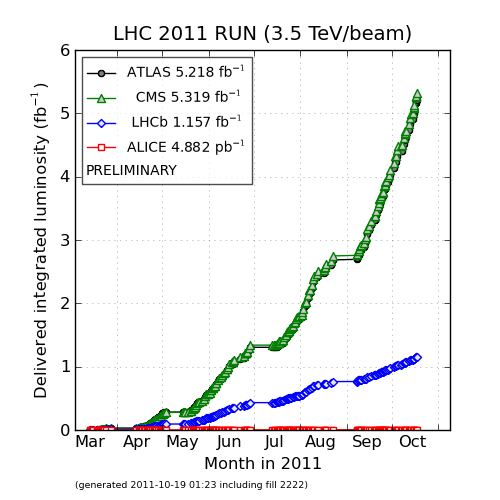 LHC 2011 RUN (3.5 TeV/beam)
6
ATLAS 5.218 fb⁻¹
CMS 5.319 fb⁻¹
LHCb 1.157 fb⁻¹
ALICE 4.882 pb⁻¹
PRELIMINARY
5
4
3
2
1
0
Delivered integrated luminosity (fb⁻¹)
Mar Apr May Jun Jul Aug Sep Oct
Month in 2011
(generated 2011-10-19 01:23 including fill 2222)